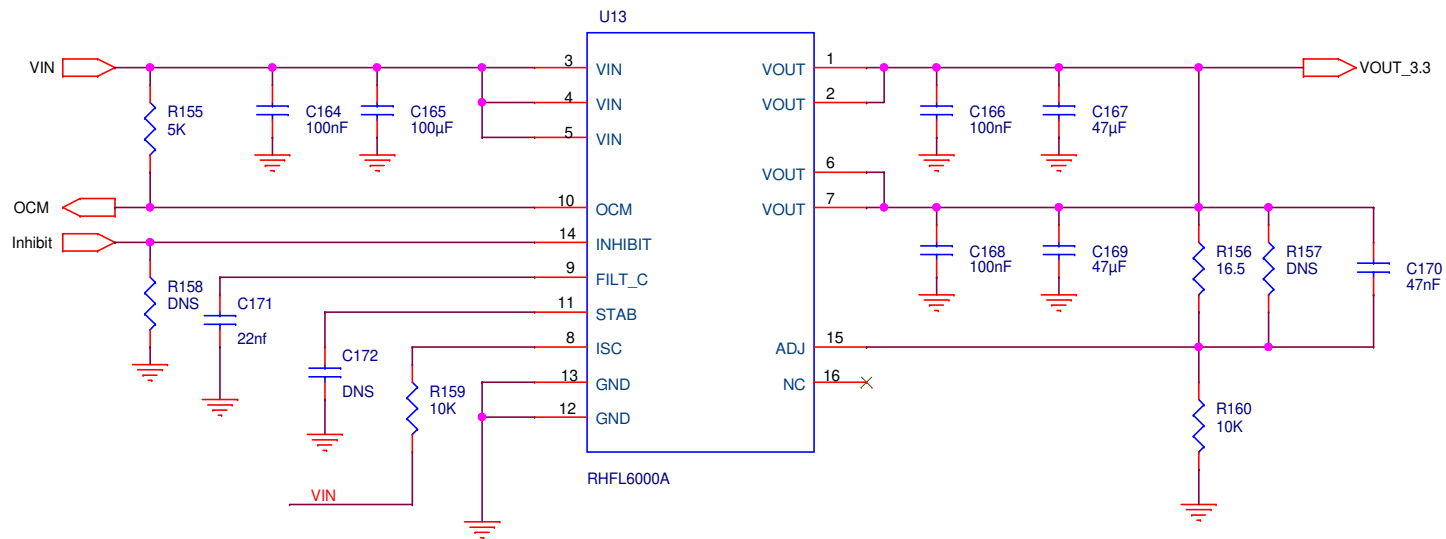 U13
VIN
3
VIN
VOUT
1
VOUT_3.3
R155
5K
C164
100nF
C165
100µF
4
VIN
VOUT
2
C166
100nF
C167
47µF
5
VIN
VOUT
6
OCM
10
OCM
VOUT
7
Inhibit
14
INHIBIT
C168
100nF
C169
47µF
R156
16.5
R157
DNS
C170
47nF
R158
DNS
C171
22nf
9
FILT_C
11
STAB
C172
DNS
8
ISC
ADJ
15
R159
10K
13
GND
NC
16
12
GND
R160
10K
RHFL6000A
VIN